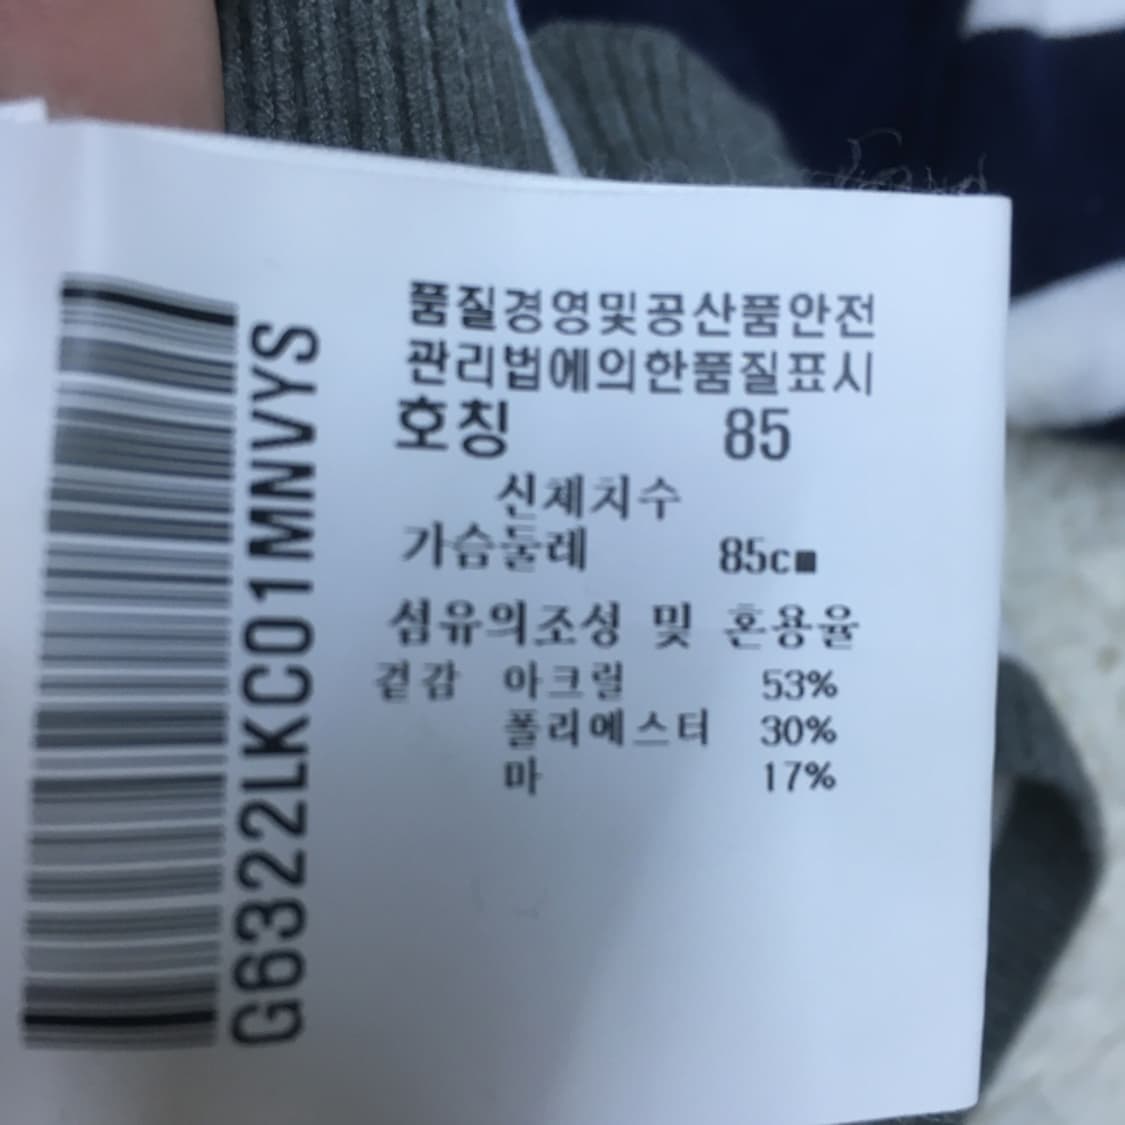 품질경영및공산품안전
관리법에의한품질표시
호칭 85
신체치수
가슴둘레 85c■
섬유의조성 및 혼용율
겉감 아크릴 53%
폴리에스터 30%
마 17%
G6322LKC01MNVYS